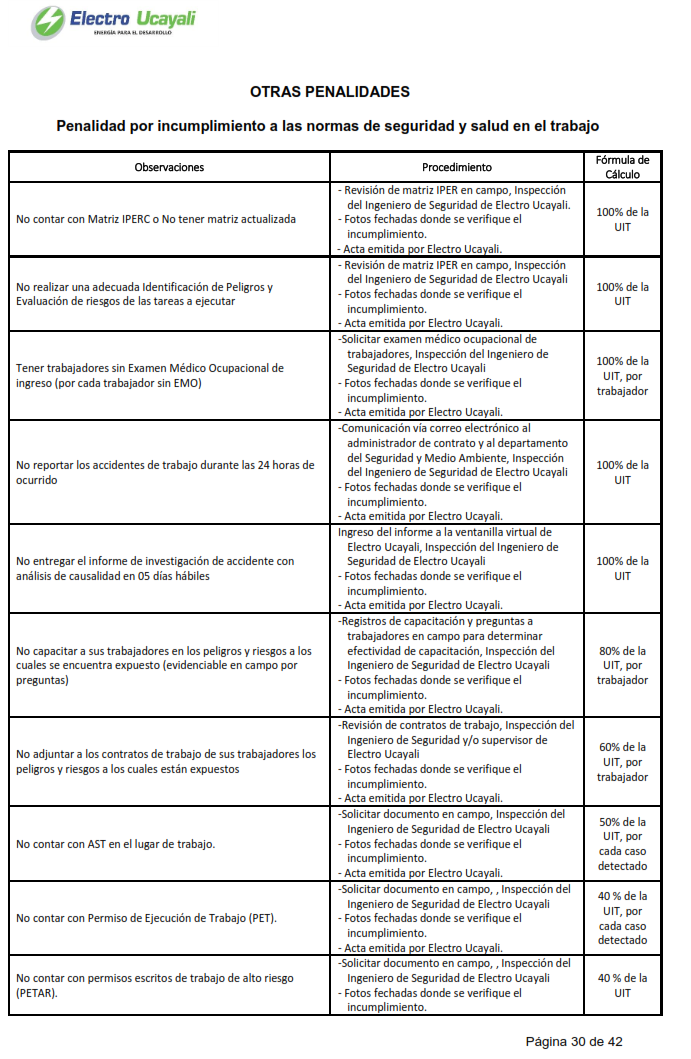 Electro Ucayali
ENERGÍA PARA EL DESARROLLO
OTRAS PENALIDADES
Penalidad por incumplimiento a las normas de seguridad y salud en el trabajo
Observaciones
Procedimiento
Fórmula de
Cálculo
No contar con Matriz IPERC o No tener matriz actualizada
- Revisión de matriz IPER en campo, Inspección
del Ingeniero de Seguridad de Electro Ucayali.
- Fotos fechadas donde se verifique el
incumplimiento.
- Acta emitida por Electro Ucayali.
100% de la
UIT
No realizar una adecuada Identificación de Peligros y
Evaluación de riesgos de las tareas a ejecutar
- Revisión de matriz IPER en campo, Inspección
del Ingeniero de Seguridad de Electro Ucayali
- Fotos fechadas donde se verifique el
incumplimiento.
- Acta emitida por Electro Ucayali.
100% de la
UIT
Tener trabajadores sin Examen Médico Ocupacional de
ingreso (por cada trabajador sin EMO)
-Solicitar examen médico ocupacional de
trabajadores, Inspección del Ingeniero de
Seguridad de Electro Ucayali
- Fotos fechadas donde se verifique el
incumplimiento.
- Acta emitida por Electro Ucayali.
100% de la
UIT, por
trabajador
No reportar los accidentes de trabajo durante las 24 horas de
ocurrido
-Comunicación vía correo electrónico al
administrador de contrato y al departamento
del Seguridad y Medio Ambiente, Inspección
del Ingeniero de Seguridad de Electro Ucayali
- Fotos fechadas donde se verifique el
incumplimiento.
- Acta emitida por Electro Ucayali.
100% de la
UIT
No entregar el informe de investigación de accidente con
análisis de causalidad en 05 días hábiles
Ingreso del informe a la ventanilla virtual de
Electro Ucayali, Inspección del Ingeniero de
Seguridad de Electro Ucayali
- Fotos fechadas donde se verifique el
incumplimiento.
- Acta emitida por Electro Ucayali.
100% de la
UIT
No capacitar a sus trabajadores en los peligros y riesgos a los
cuales se encuentra expuesto (evidenciable en campo por
preguntas)
-Registros de capacitación y preguntas a
trabajadores en campo para determinar
efectividad de capacitación, Inspección del
Ingeniero de Seguridad de Electro Ucayali
- Fotos fechadas donde se verifique el
incumplimiento.
- Acta emitida por Electro Ucayali.
80% de la
UIT, por
trabajador
No adjuntar a los contratos de trabajo de sus trabajadores los
peligros y riesgos a los cuales están expuestos
-Revisión de contratos de trabajo, Inspección del
Ingeniero de Seguridad y/o supervisor de
Electro Ucayali
- Fotos fechadas donde se verifique el
incumplimiento.
- Acta emitida por Electro Ucayali.
60% de la
UIT, por
trabajador
No contar con AST en el lugar de trabajo.
-Solicitar documento en campo, Inspección del
Ingeniero de Seguridad de Electro Ucayali
- Fotos fechadas donde se verifique el
incumplimiento.
- Acta emitida por Electro Ucayali.
50% de la
UIT, por
cada caso
detectado
No contar con Permiso de Ejecución de Trabajo (PET).
-Solicitar documento en campo, , Inspección del
Ingeniero de Seguridad de Electro Ucayali
- Fotos fechadas donde se verifique el
incumplimiento.
- Acta emitida por Electro Ucayali.
40 % de la
UIT, por
cada caso
detectado
No contar con permisos escritos de trabajo de alto riesgo
(PETAR).
-Solicitar documento en campo, , Inspección del
Ingeniero de Seguridad de Electro Ucayali
- Fotos fechadas donde se verifique el
incumplimiento.
40 % de la
UIT
Página 30 de 42